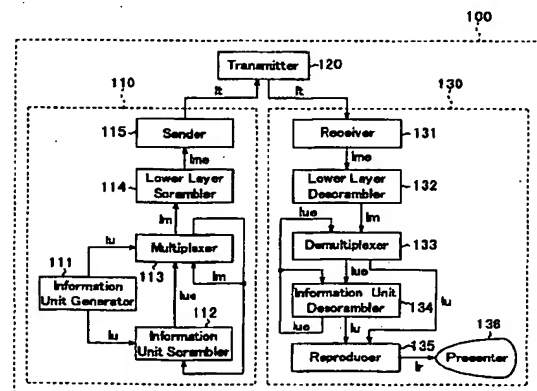 100
Transmitter
120
110
It
It
130
115
Sender
Receiver
131
Ime
Ime
114
Lower Layer
Scrambler
Lower Layer
Descrambler
132
Im
Iue
Im
Iu
Multiplexer
113
Demultiplexer
133
111
Information
Unit Generator
Iue
Im
Iue
Iu
112
Information Unit
Descrambler
134
Iu
Information
Unit Scrambler
Iue
Iu
135
136
Reproducer
Ir
Presenter